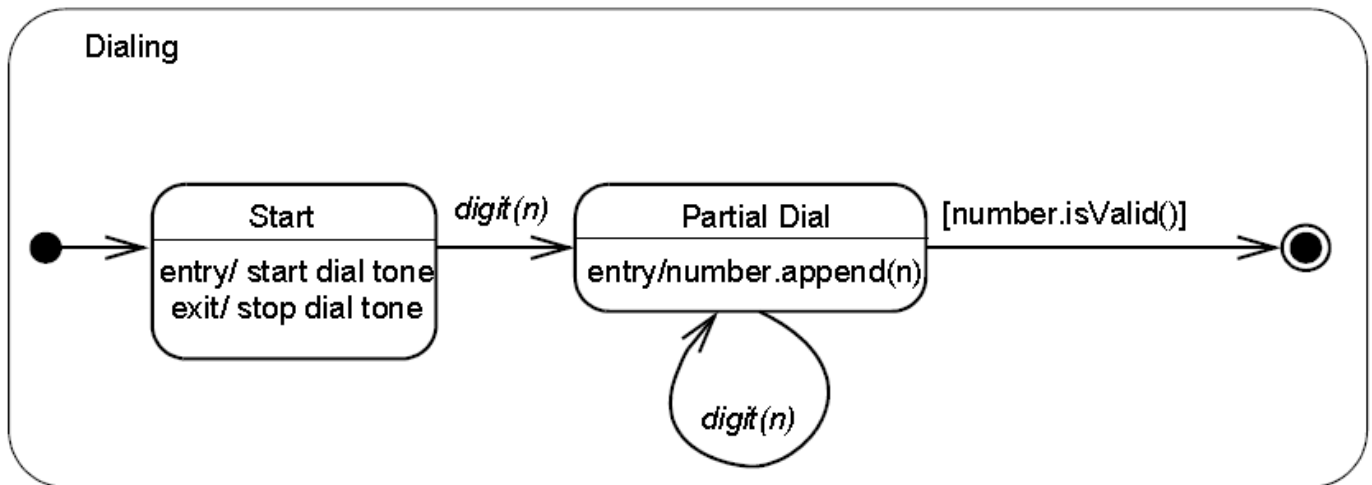 Dialing
Start
entry/ start dial tone
exit/ stop dial tone
digit(n)
Partial Dial
entry/number.append(n)
digit(n)
[number.isValid()]